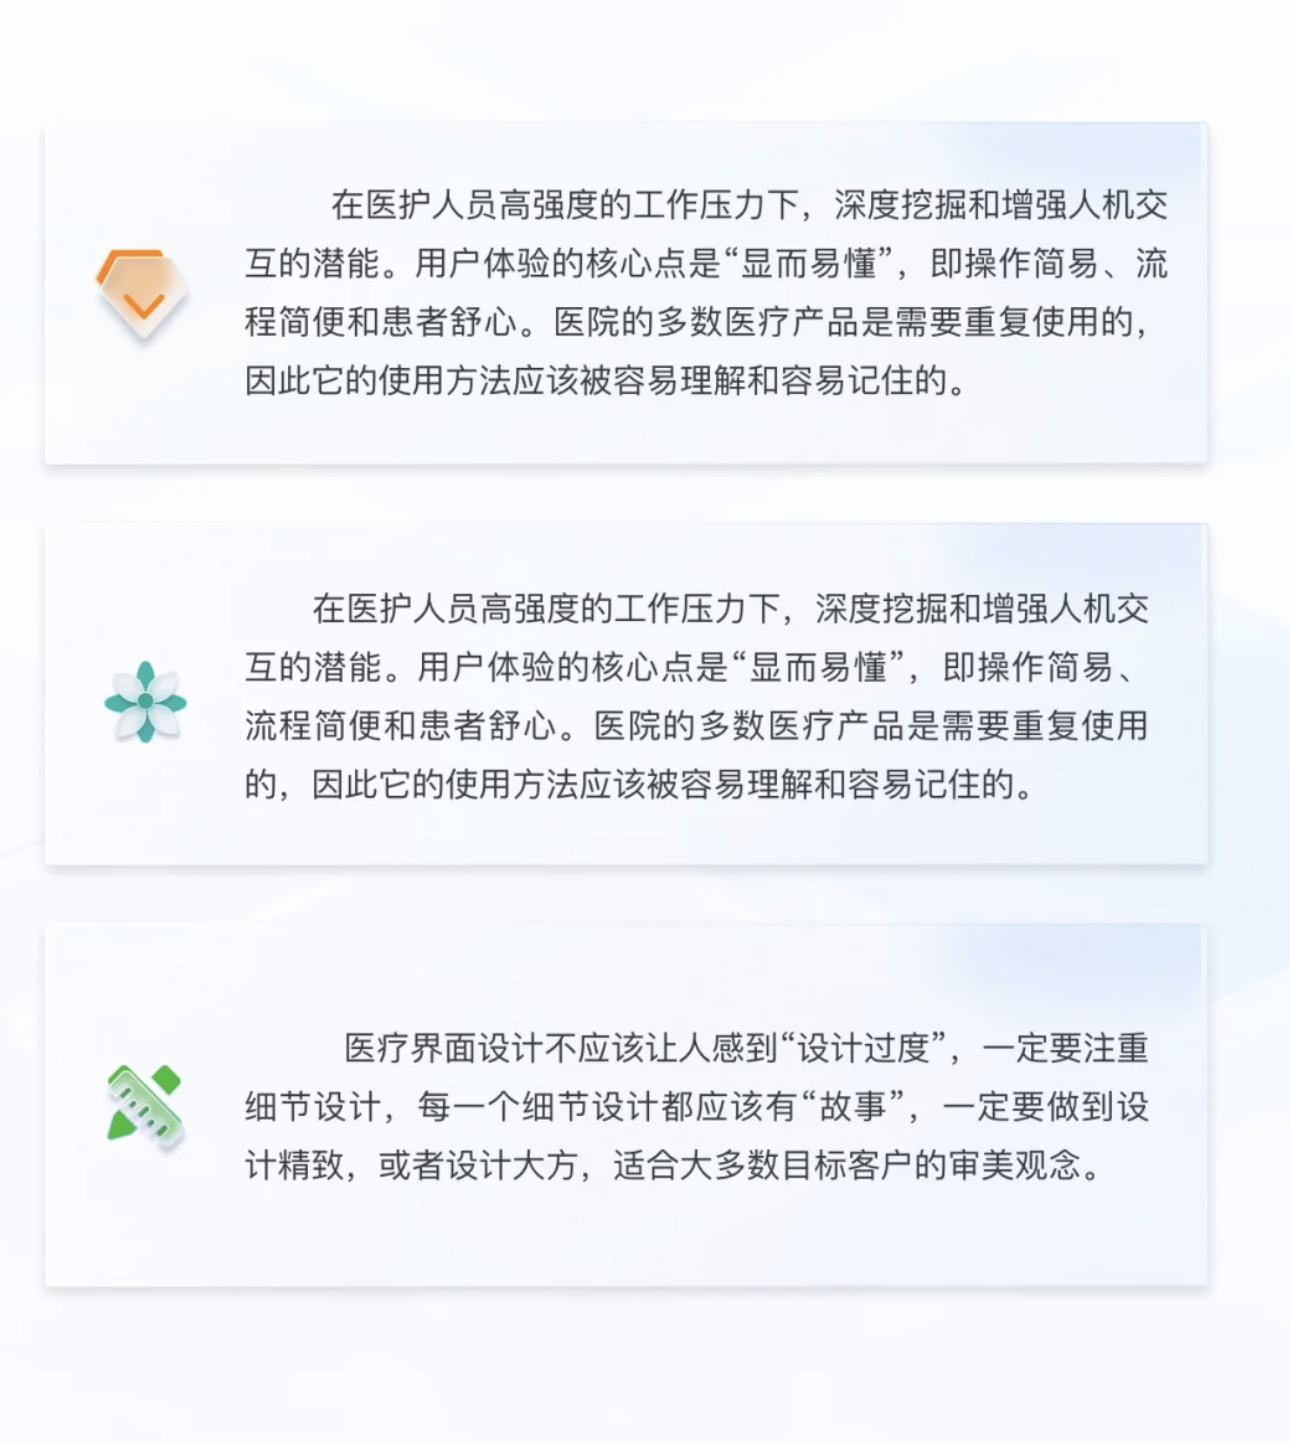 在医护人员高强度的工作压力下，深度挖掘和增强人机交
互的潜能。用户体验的核心点是“显而易懂”，即操作简易、流
程简便和患者舒心。医院的多数医疗产品是需要重复使用的，
因此它的使用方法应该被容易理解和容易记住的。
在医护人员高强度的工作压力下，深度挖掘和增强人机交
互的潜能。用户体验的核心点是“显而易懂”，即操作简易、
流程简便和患者舒心。医院的多数医疗产品是需要重复使用
的，因此它的使用方法应该被容易理解和容易记住的。
医疗界面设计不应该让人感到“设计过度”，一定要注重
细节设计，每一个细节设计都应该有“故事”，一定要做到设
计精致，或者设计大方，适合大多数目标客户的审美观念。